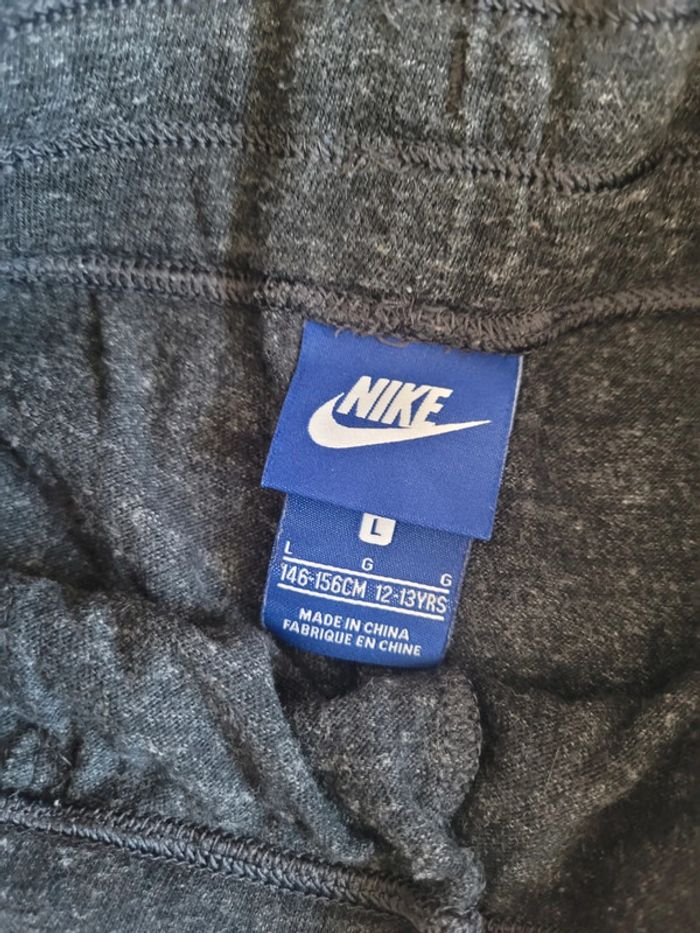 NIKE
L
L G G
146-156CM 12-13YRS
MADE IN CHINA
FABRIQUE EN CHINE